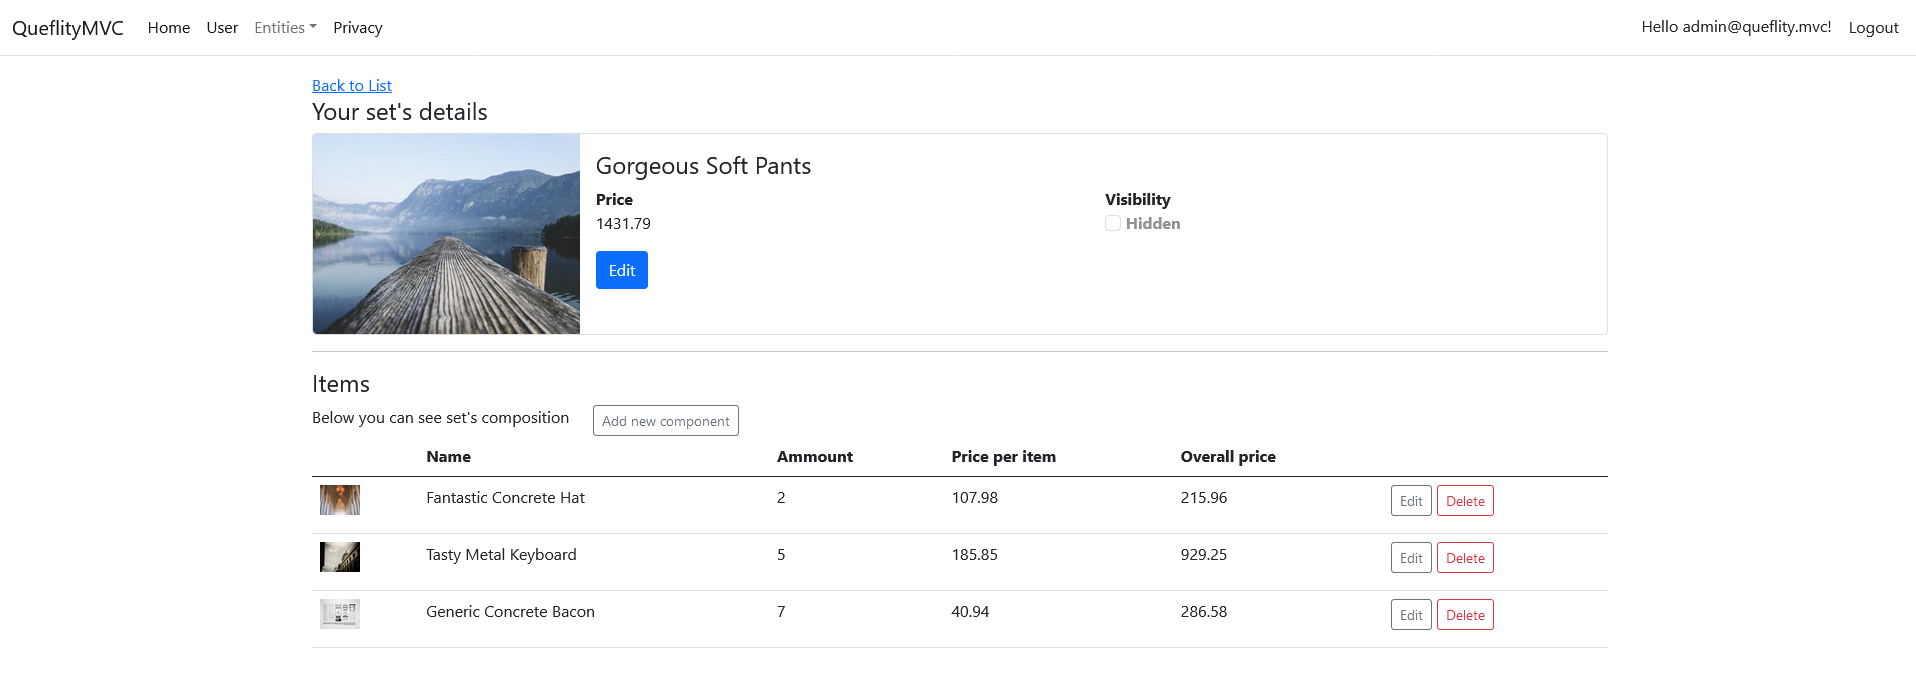 QueflityMVC Home User Entities Privacy Hello admin@queflity.mvc! Logout
Back to List
Your set's details
Gorgeous Soft Pants
Price Visibility
1431.79 Hidden
Edit
Items
Below you can see set's composition Add new component
Name Ammount Price per item Overall price
Fantastic Concrete Hat 2 107.98 215.96 Edit Delete
Tasty Metal Keyboard 5 185.85 929.25 Edit Delete
Generic Concrete Bacon 7 40.94 286.58 Edit Delete